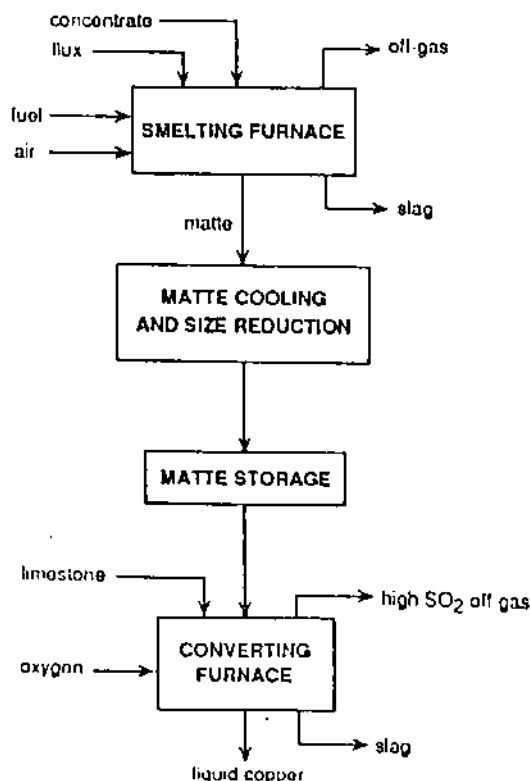 concentrate
flux
off-gas
fuel
air
SMELTING FURNACE
slag
matte
MATTE COOLING
AND SIZE REDUCTION
MATTE STORAGE
limestone
high SO₂ off gas
oxygen
CONVERTING
FURNACE
slag
liquid copper